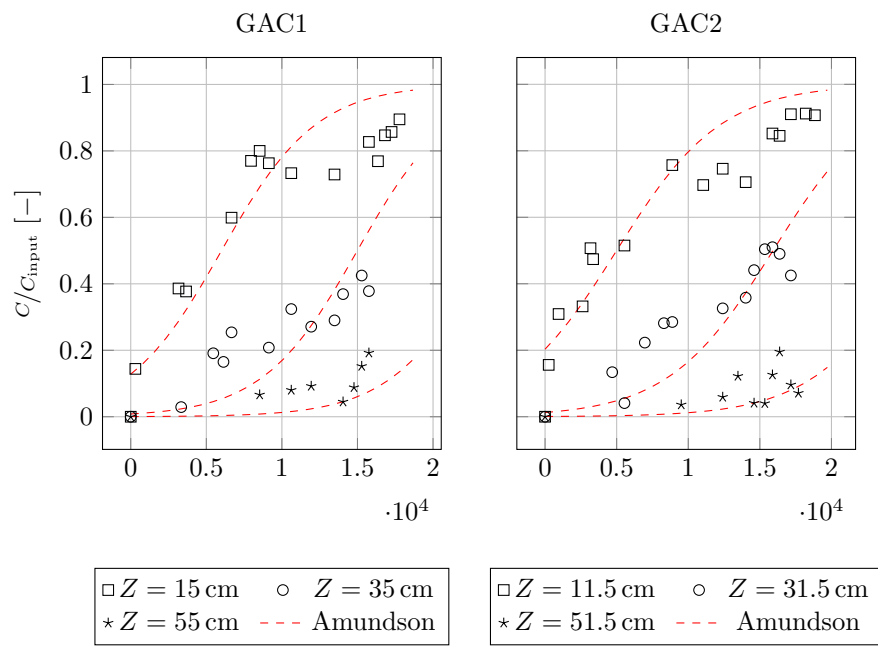 GAC1
GAC2
1
0.8
0.6
0.4
0.2
0
C/C_input [−]
0 0.5 1 1.5 2
·10^4
0 0.5 1 1.5 2
·10^4
Z = 15 cm Z = 35 cm
Z = 55 cm Amundson
Z = 11.5 cm Z = 31.5 cm
Z = 51.5 cm Amundson